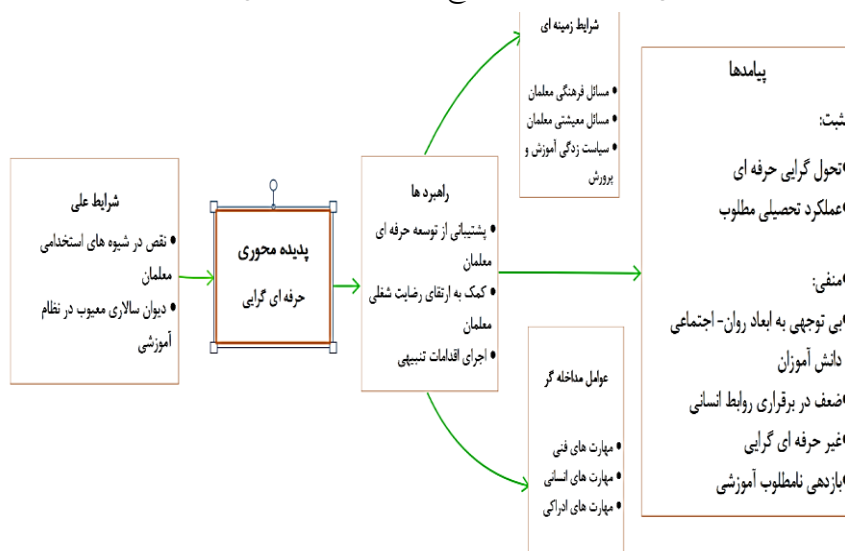 شرایط علی
• نقص در شیوه های استخدامی
معلمان
• دیوان سالاری معیوب در نظام
آموزشی
پدیده محوری
حرفه ای گرایی
راهبرد ها
• پشتیبانی از توسعه حرفه ای
معلمان
• کمک به ارتقای رضایت شغلی
معلمان
• اجرای اقدامات تنبیهی
شرایط زمینه ای
• مسائل فرهنگی معلمان
• مسائل معیشتی معلمان
• سیاست زدگی آموزش و
پرورش
عوامل مداخله گر
• مهارت های فنی
• مهارت های انسانی
• مهارت های ادراکی
پیامدها
مثبت:
•تحول گرایی حرفه ای
•عملکرد تحصیلی مطلوب
منفی:
•بی توجهی به ابعاد روان- اجتماعی
دانش آموزان
•ضعف در برقراری روابط انسانی
•غیر حرفه ای گرایی
•بازدهی نامطلوب آموزشی